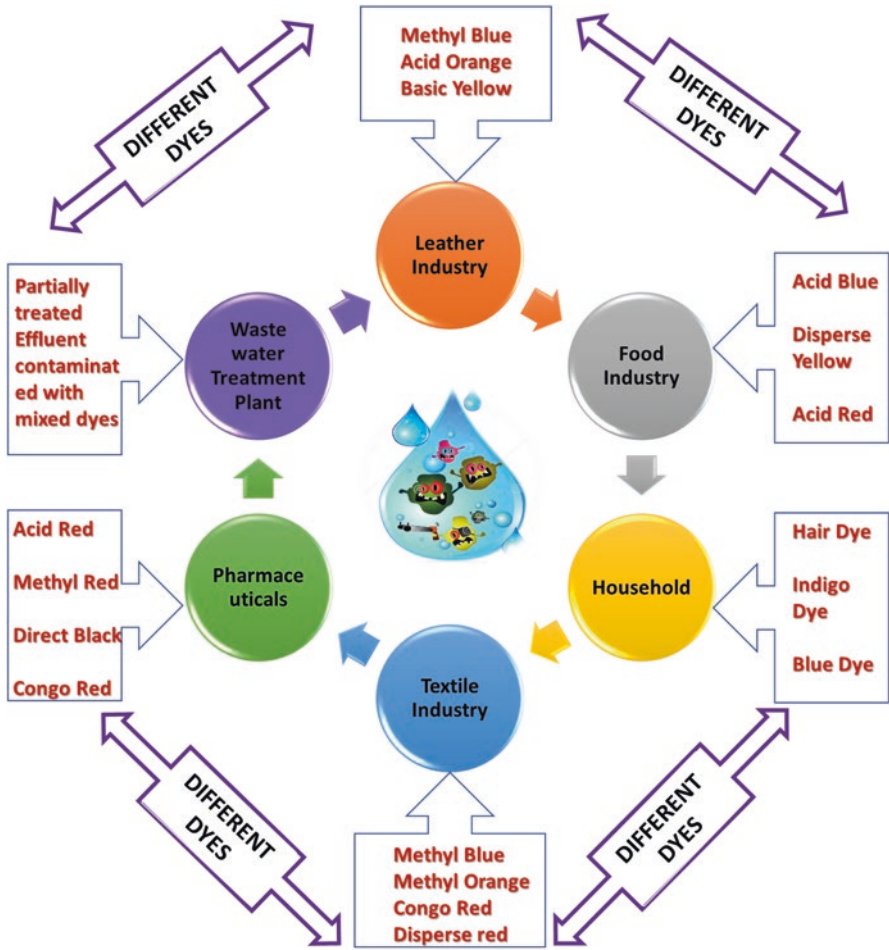 Methyl Blue
Acid Orange
Basic Yellow
DIFFERENT
DYES
DIFFERENT
DYES
Leather
Industry
Partially
treated
Effluent
contaminat
ed with
mixed dyes
Waste
water
Treatment
Plant
Food
Industry
Acid Blue
Disperse
Yellow
Acid Red
Acid Red
Methyl Red
Direct Black
Congo Red
Pharmace
uticals
Household
Hair Dye
Indigo
Dye
Blue Dye
Textile
Industry
DIFFERENT
DYES
DIFFERENT
DYES
Methyl Blue
Methyl Orange
Congo Red
Disperse red